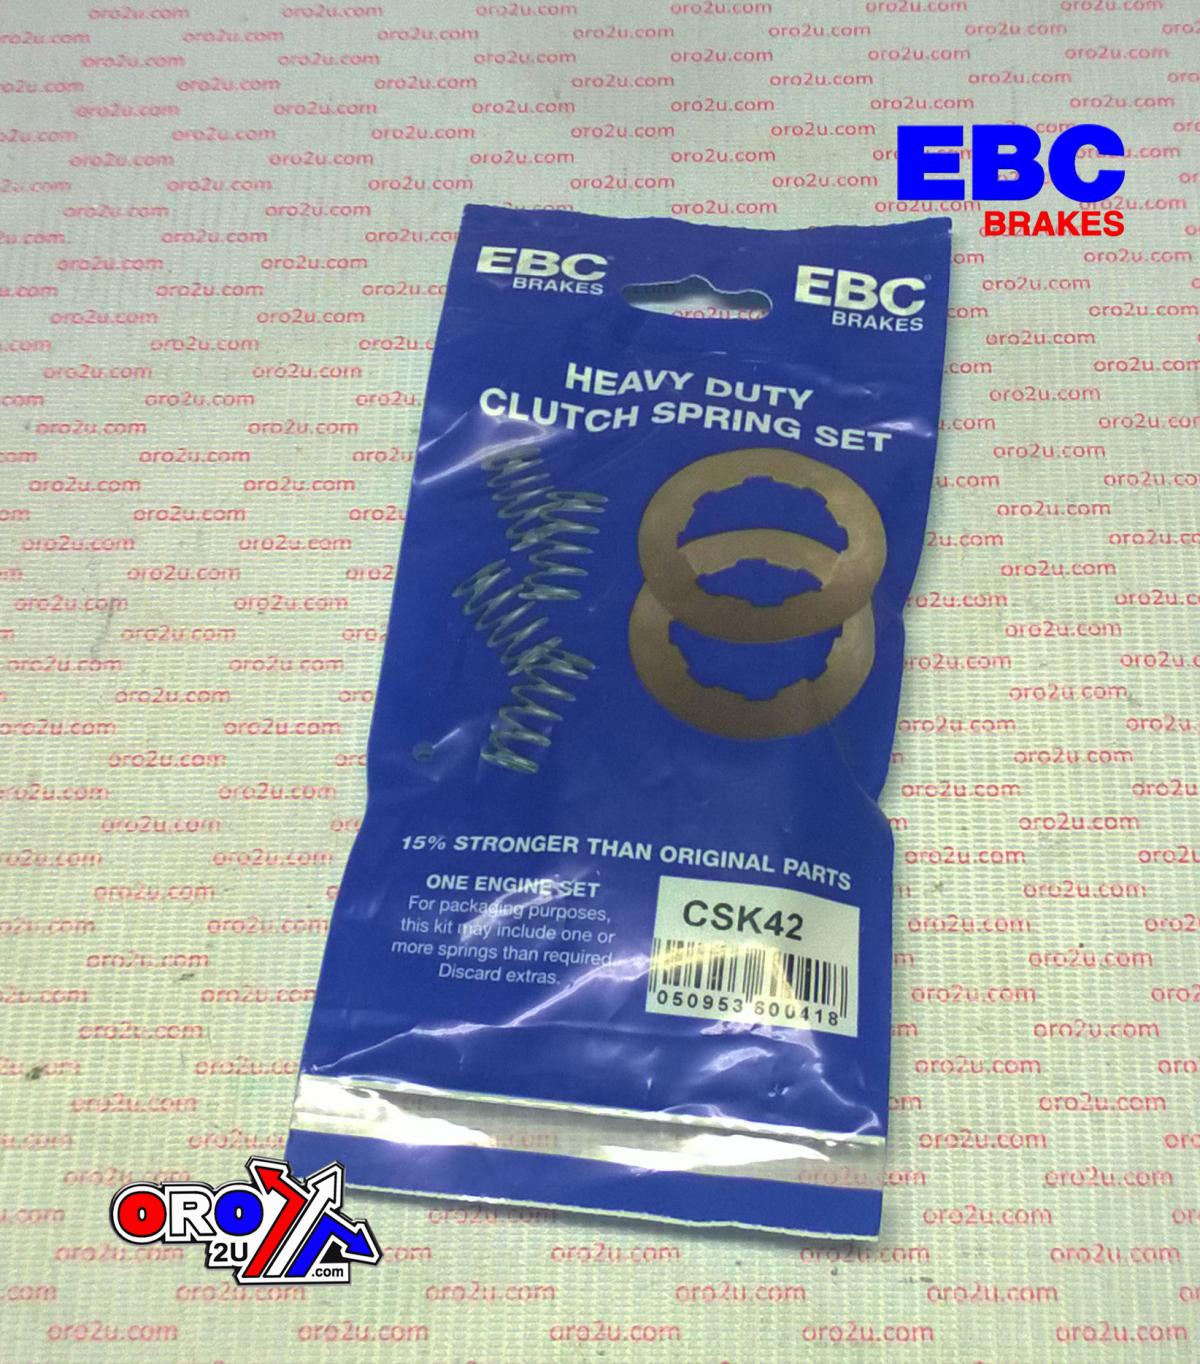 EBC
BRAKES
EBC
BRAKES
EBC
BRAKES
HEAVY DUTY
CLUTCH SPRING SET
15% STRONGER THAN ORIGINAL PARTS
ONE ENGINE SET
For packaging purposes,
this kit may include one or
more springs than required.
Discard extras.
CSK42
050953 600418
ORO
2U
.com
oro2u.com